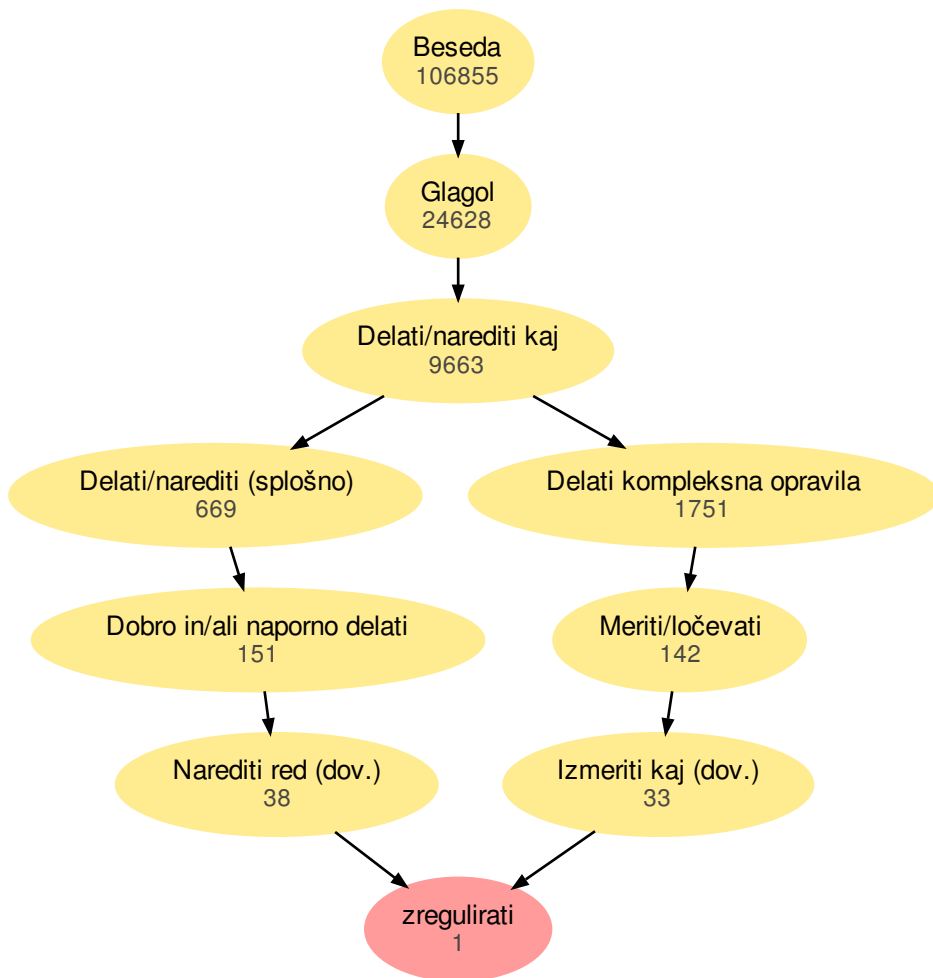 Beseda
106855
Glagol
24628
Delati/narediti kaj
9663
Delati/narediti (splošno)
669
Delati kompleksna opravila
1751
Dobro in/ali naporno delati
151
Meriti/ločevati
142
Narediti red (dov.)
38
Izmeriti kaj (dov.)
33
zregulirati
1